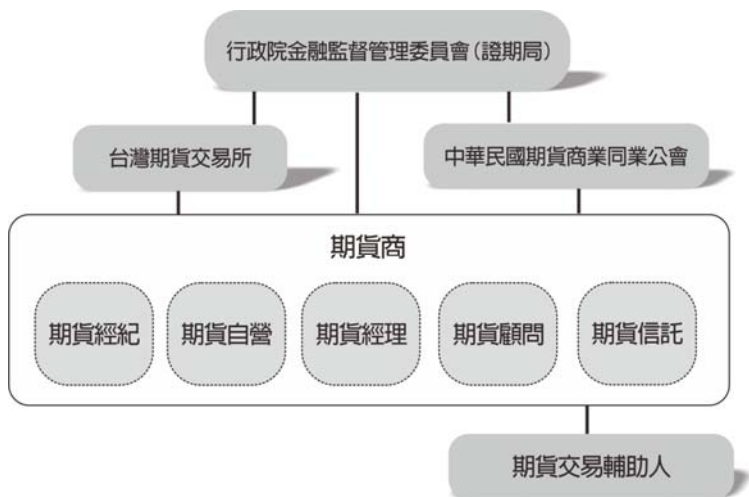 行政院金融監督管理委員會(證期局)
台灣期貨交易所
中華民國期貨商業同業公會
期貨商
期貨經紀
期貨自營
期貨經理
期貨顧問
期貨信託
期貨交易輔助人